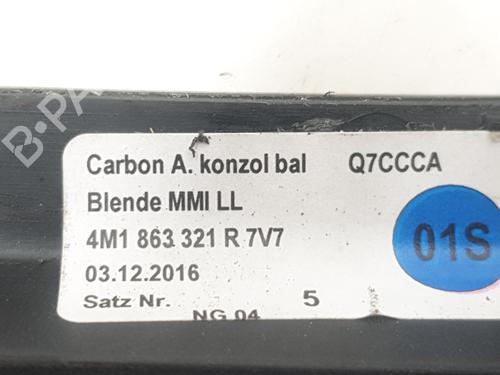 Carbon A. konzol bal Q7CCCA
Blende MMI LL
4M1 863 321 R 7V7
01S
03.12.2016
Satz Nr. 5
NG 04
B-PA